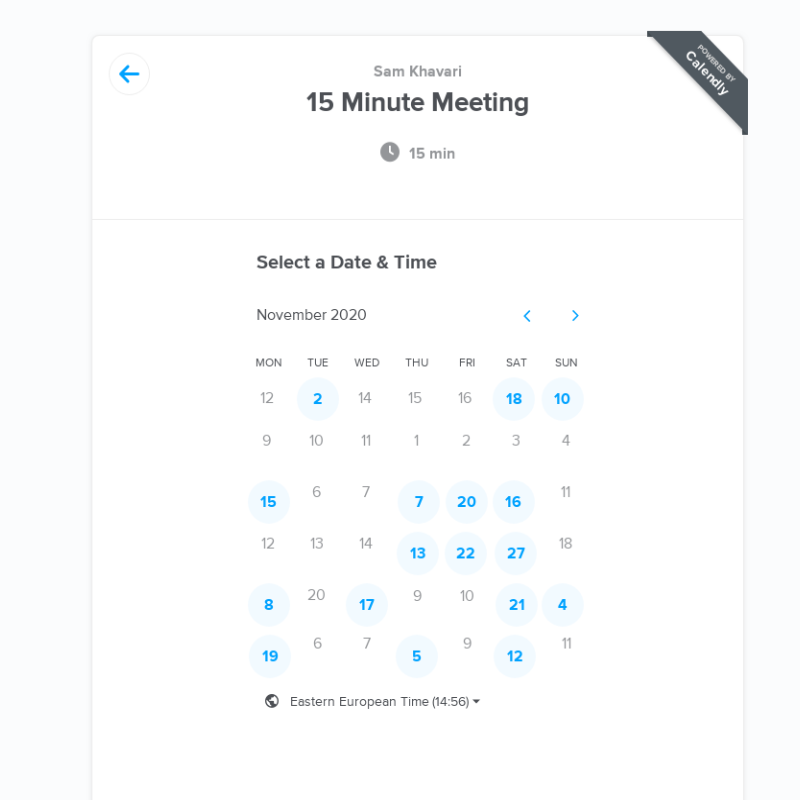 POWERED BY
Calendly
Sam Khavari
15 Minute Meeting
15 min
Select a Date & Time
November 2020
MON TUE WED THU FRI SAT SUN
12 2 14 15 16 18 10
9 10 11 1 2 3 4
15 6 7 7 20 16 11
12 13 14 13 22 27 18
8 20 17 9 10 21 4
19 6 7 5 9 12 11
Eastern European Time (14:56)